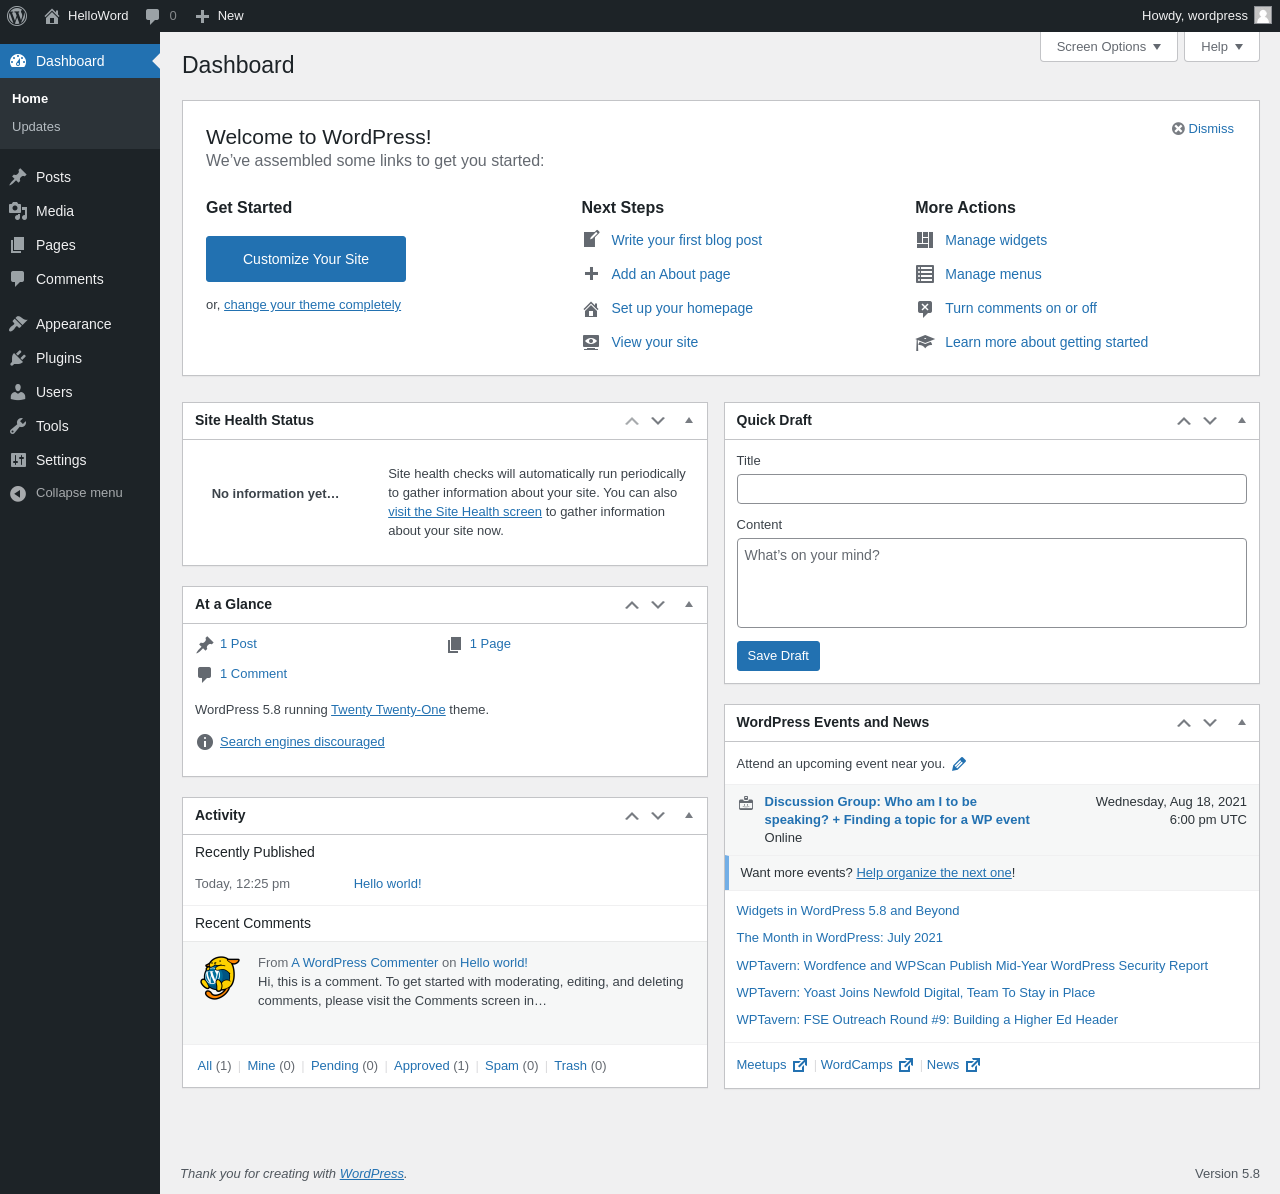 HelloWord 0 New Howdy, wordpress
Screen Options Help
Dashboard
Home
Updates
Posts
Media
Pages
Comments
Appearance
Plugins
Users
Tools
Settings
Collapse menu
Dashboard
Welcome to WordPress!
Dismiss
We’ve assembled some links to get you started:
Get Started
Customize Your Site
or, change your theme completely
Next Steps
Write your first blog post
Add an About page
Set up your homepage
View your site
More Actions
Manage widgets
Manage menus
Turn comments on or off
Learn more about getting started
Site Health Status
No information yet…
Site health checks will automatically run periodically
to gather information about your site. You can also
visit the Site Health screen to gather information
about your site now.
At a Glance
1 Post 1 Page
1 Comment
WordPress 5.8 running Twenty Twenty-One theme.
Search engines discouraged
Activity
Recently Published
Today, 12:25 pm Hello world!
Recent Comments
From A WordPress Commenter on Hello world!
Hi, this is a comment. To get started with moderating, editing, and deleting
comments, please visit the Comments screen in…
All (1) | Mine (0) | Pending (0) | Approved (1) | Spam (0) | Trash (0)
Quick Draft
Title
Content
What’s on your mind?
Save Draft
WordPress Events and News
Attend an upcoming event near you.
Discussion Group: Who am I to be
speaking? + Finding a topic for a WP event
Online
Wednesday, Aug 18, 2021
6:00 pm UTC
Want more events? Help organize the next one!
Widgets in WordPress 5.8 and Beyond
The Month in WordPress: July 2021
WPTavern: Wordfence and WPScan Publish Mid-Year WordPress Security Report
WPTavern: Yoast Joins Newfold Digital, Team To Stay in Place
WPTavern: FSE Outreach Round #9: Building a Higher Ed Header
Meetups | WordCamps | News
Thank you for creating with WordPress.
Version 5.8